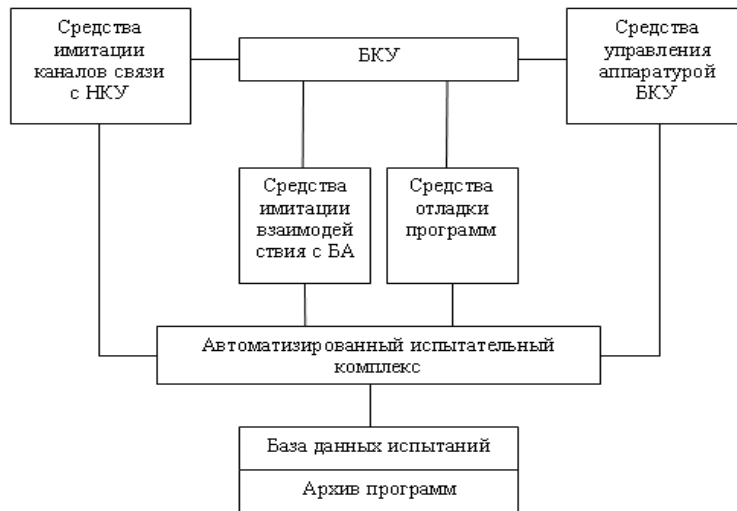 Средства
имитации
каналов связи
с НКУ
БКУ
Средства
управления
аппаратурой
БКУ
Средства
имитации
взаимодей
ствия с БА
Средства
отладки
программ
Автоматизированный испытательный
комплекс
База данных испытаний
Архив программ